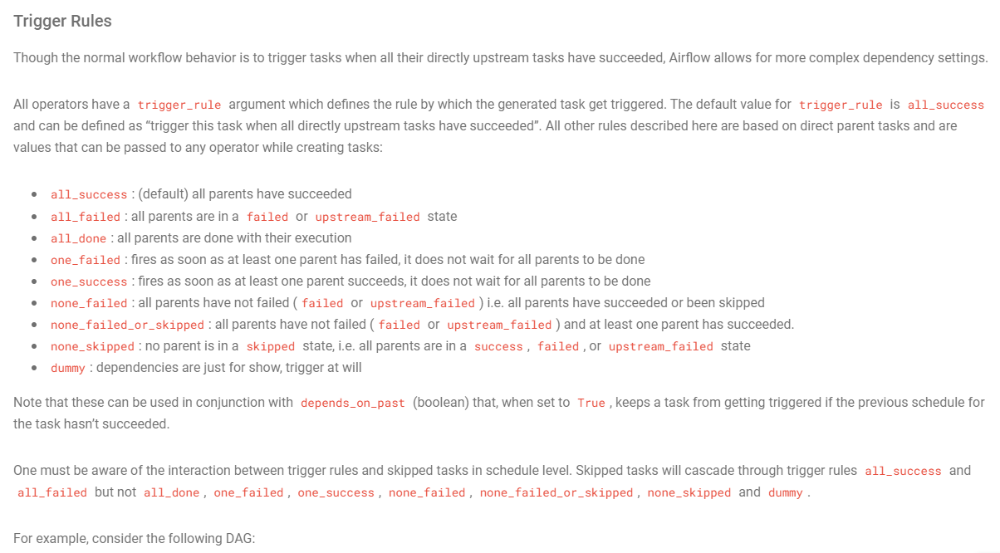 Trigger Rules
Though the normal workflow behavior is to trigger tasks when all their directly upstream tasks have succeeded, Airflow allows for more complex dependency settings.
All operators have a trigger_rule argument which defines the rule by which the generated task get triggered. The default value for trigger_rule is all_success
and can be defined as “trigger this task when all directly upstream tasks have succeeded”. All other rules described here are based on direct parent tasks and are
values that can be passed to any operator while creating tasks:
• all_success : (default) all parents have succeeded
• all_failed : all parents are in a failed or upstream_failed state
• all_done : all parents are done with their execution
• one_failed : fires as soon as at least one parent has failed, it does not wait for all parents to be done
• one_success : fires as soon as at least one parent succeeds, it does not wait for all parents to be done
• none_failed : all parents have not failed ( failed or upstream_failed ) i.e. all parents have succeeded or been skipped
• none_failed_or_skipped : all parents have not failed ( failed or upstream_failed ) and at least one parent has succeeded.
• none_skipped : no parent is in a skipped state, i.e. all parents are in a success , failed , or upstream_failed state
• dummy : dependencies are just for show, trigger at will
Note that these can be used in conjunction with depends_on_past (boolean) that, when set to True , keeps a task from getting triggered if the previous schedule for
the task hasn’t succeeded.
One must be aware of the interaction between trigger rules and skipped tasks in schedule level. Skipped tasks will cascade through trigger rules all_success and
all_failed but not all_done , one_failed , one_success , none_failed , none_failed_or_skipped , none_skipped and dummy .
For example, consider the following DAG: